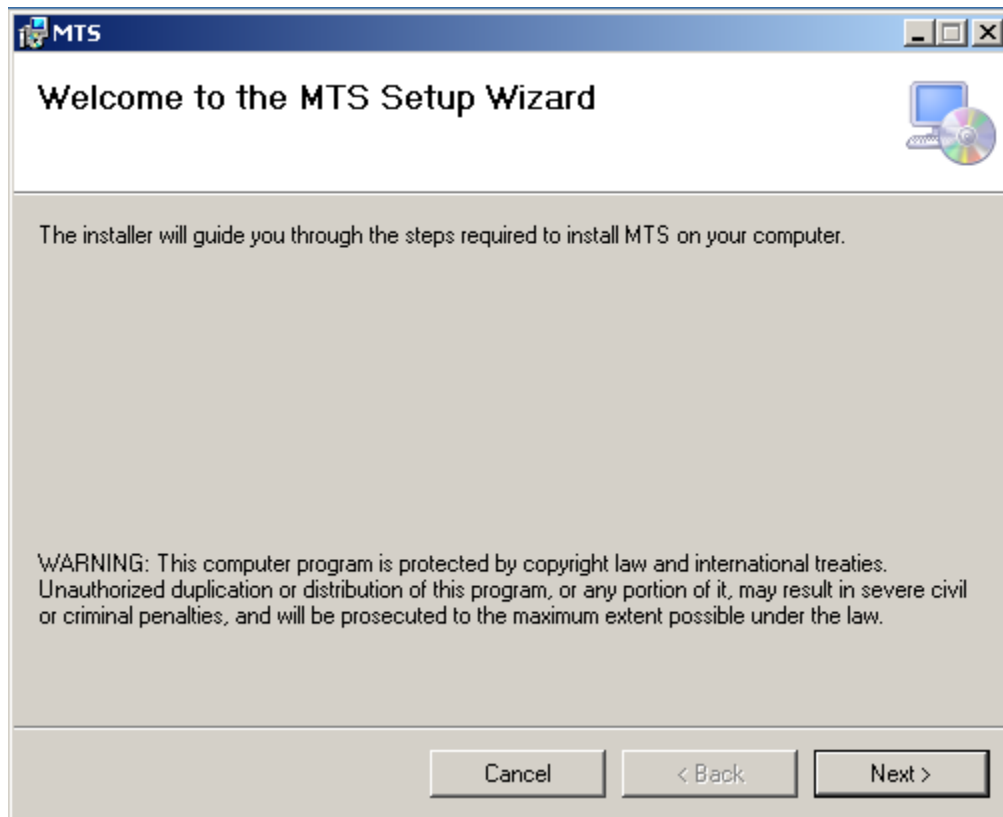 MTS
Welcome to the MTS Setup Wizard
The installer will guide you through the steps required to install MTS on your computer.
WARNING: This computer program is protected by copyright law and international treaties.
Unauthorized duplication or distribution of this program, or any portion of it, may result in severe civil
or criminal penalties, and will be prosecuted to the maximum extent possible under the law.
Cancel < Back Next >